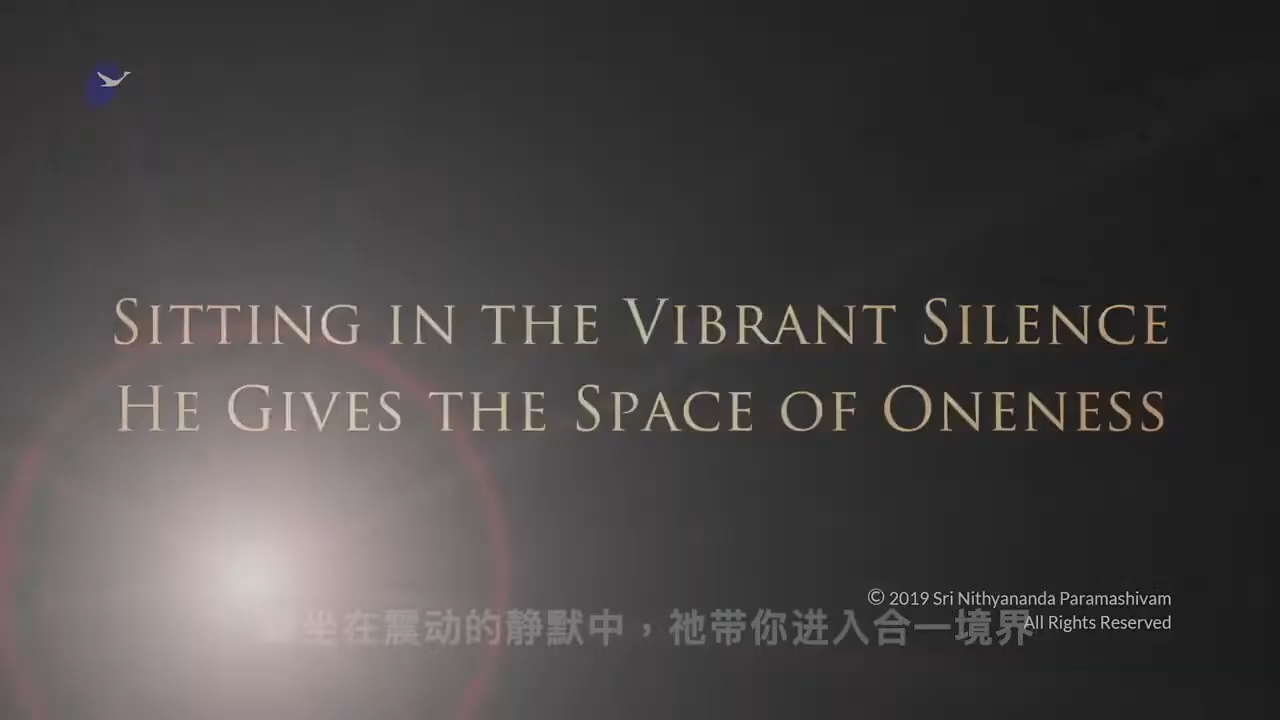 SITTING IN THE VIBRANT SILENCE
HE GIVES THE SPACE OF ONENESS
© 2019 Sri Nithyananda Paramashivam
All Rights Reserved
坐在震动的静默中，祂带你进入合一境界